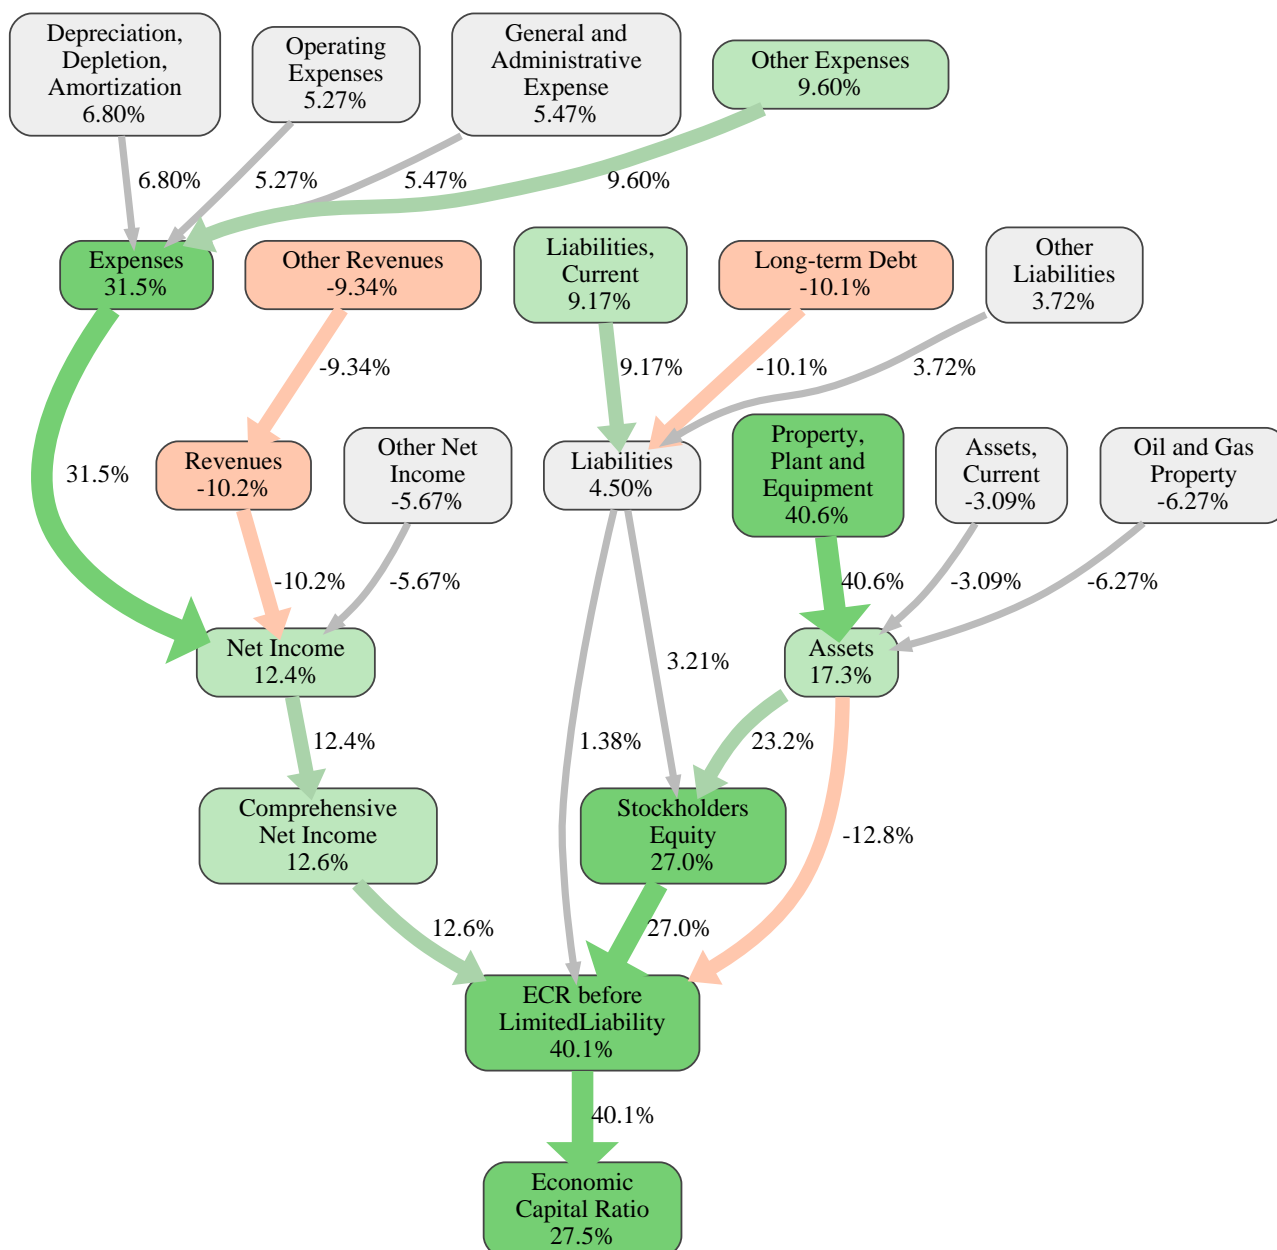 Depreciation,
Depletion,
Amortization
6.80%
Operating
Expenses
5.27%
General and
Administrative
Expense
5.47%
Other Expenses
9.60%
6.80%
5.27%
5.47%
9.60%
Expenses
31.5%
Other Revenues
-9.34%
Liabilities,
Current
9.17%
Long-term Debt
-10.1%
Other
Liabilities
3.72%
-9.34%
9.17%
-10.1%
3.72%
31.5%
Revenues
-10.2%
Other Net
Income
-5.67%
Liabilities
4.50%
Property,
Plant and
Equipment
40.6%
Assets,
Current
-3.09%
Oil and Gas
Property
-6.27%
-10.2%
-5.67%
40.6%
-3.09%
-6.27%
Net Income
12.4%
3.21%
Assets
17.3%
12.4%
1.38%
23.2%
Comprehensive
Net Income
12.6%
Stockholders
Equity
27.0%
-12.8%
12.6%
27.0%
ECR before
LimitedLiability
40.1%
40.1%
Economic
Capital Ratio
27.5%